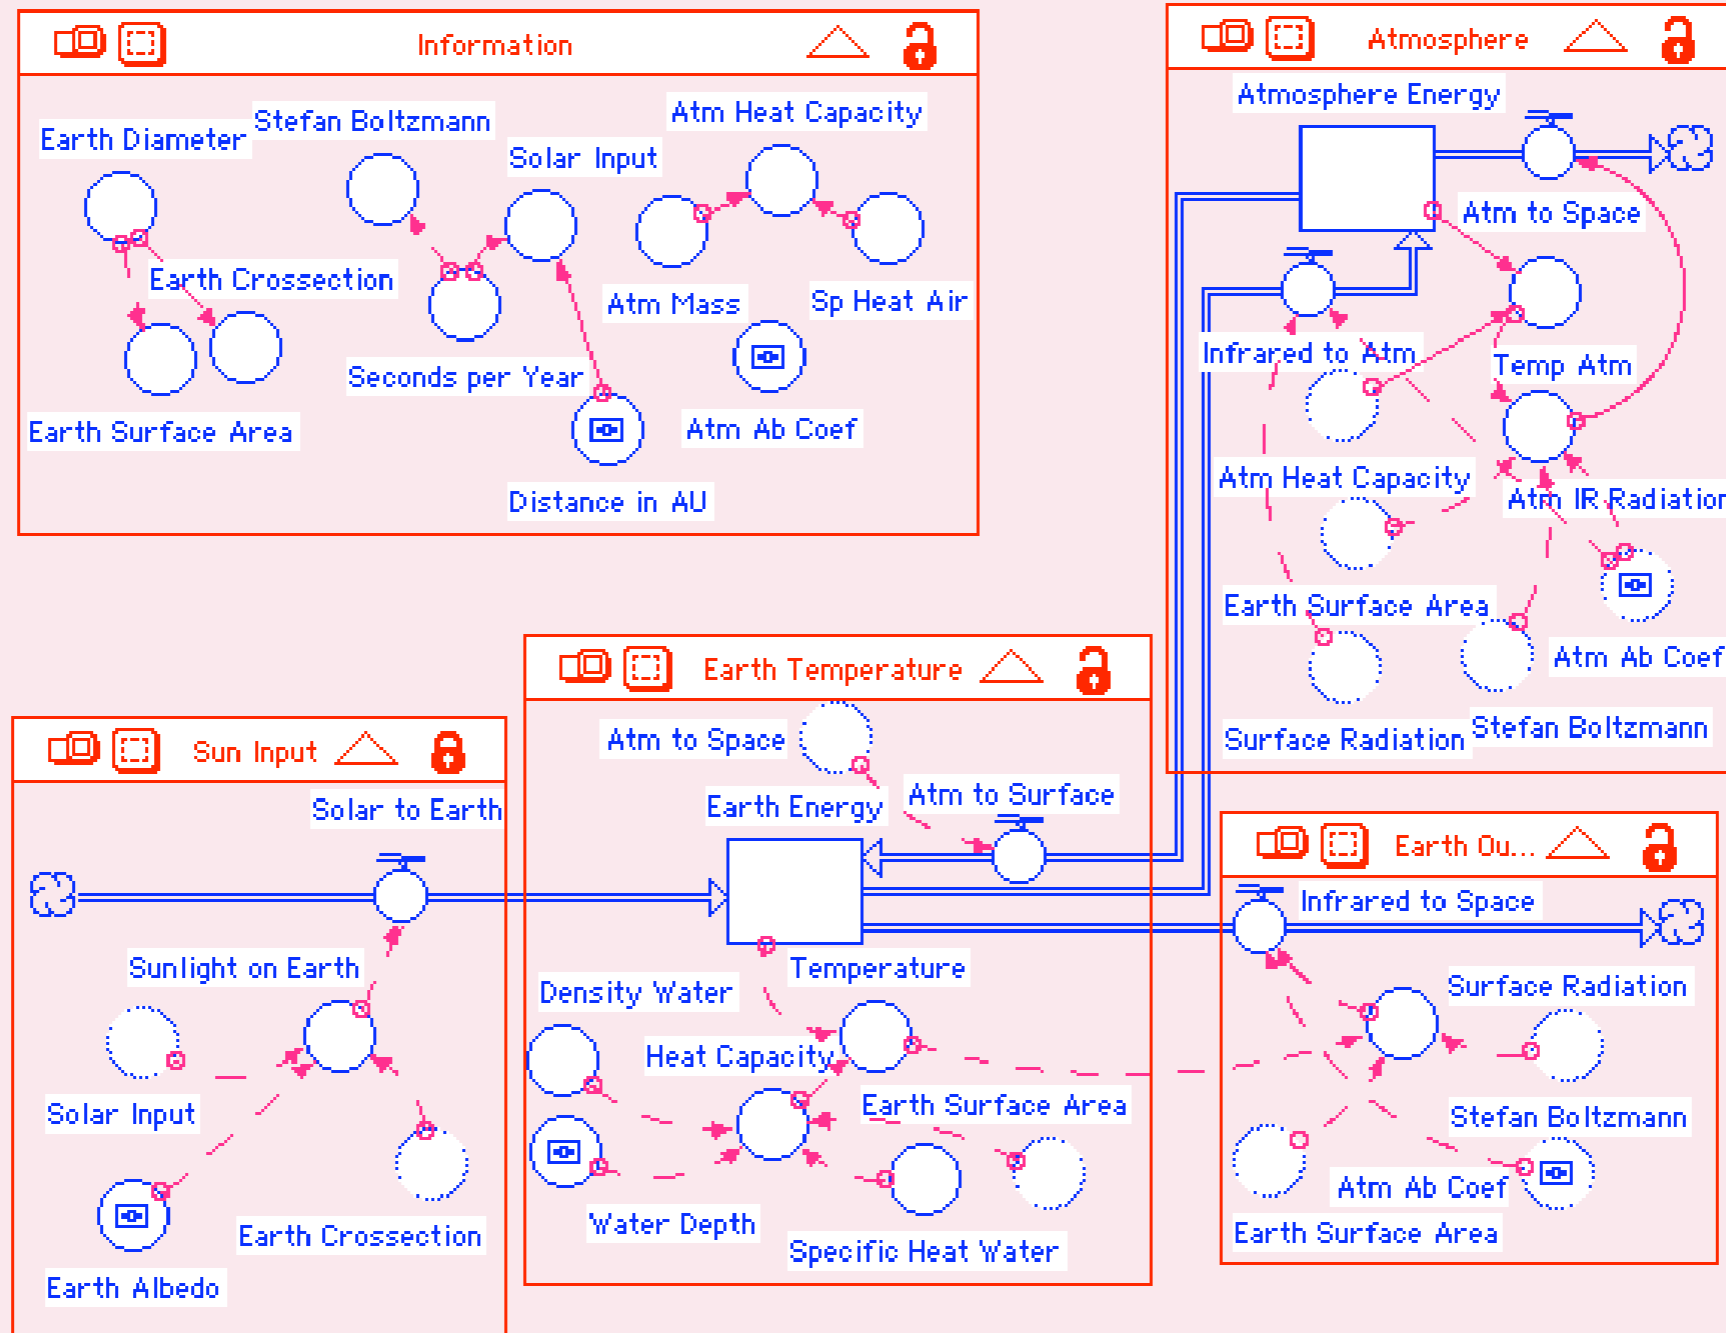 Information
Earth Diameter
Stefan Boltzmann
Solar Input
Atm Heat Capacity
Earth Crossection
Atm Mass
Sp Heat Air
Seconds per Year
Earth Surface Area
Atm Ab Coef
Distance in AU
Atmosphere
Atmosphere Energy
Atm to Space
Infrared to Atm
Temp Atm
Atm Heat Capacity
Atm IR Radiation
Earth Surface Area
Atm Ab Coef
Surface Radiation
Stefan Boltzmann
Sun Input
Solar to Earth
Sunlight on Earth
Solar Input
Earth Crossection
Earth Albedo
Earth Temperature
Atm to Space
Earth Energy
Atm to Surface
Temperature
Density Water
Heat Capacity
Earth Surface Area
Water Depth
Specific Heat Water
Earth Ou...
Infrared to Space
Surface Radiation
Stefan Boltzmann
Atm Ab Coef
Earth Surface Area